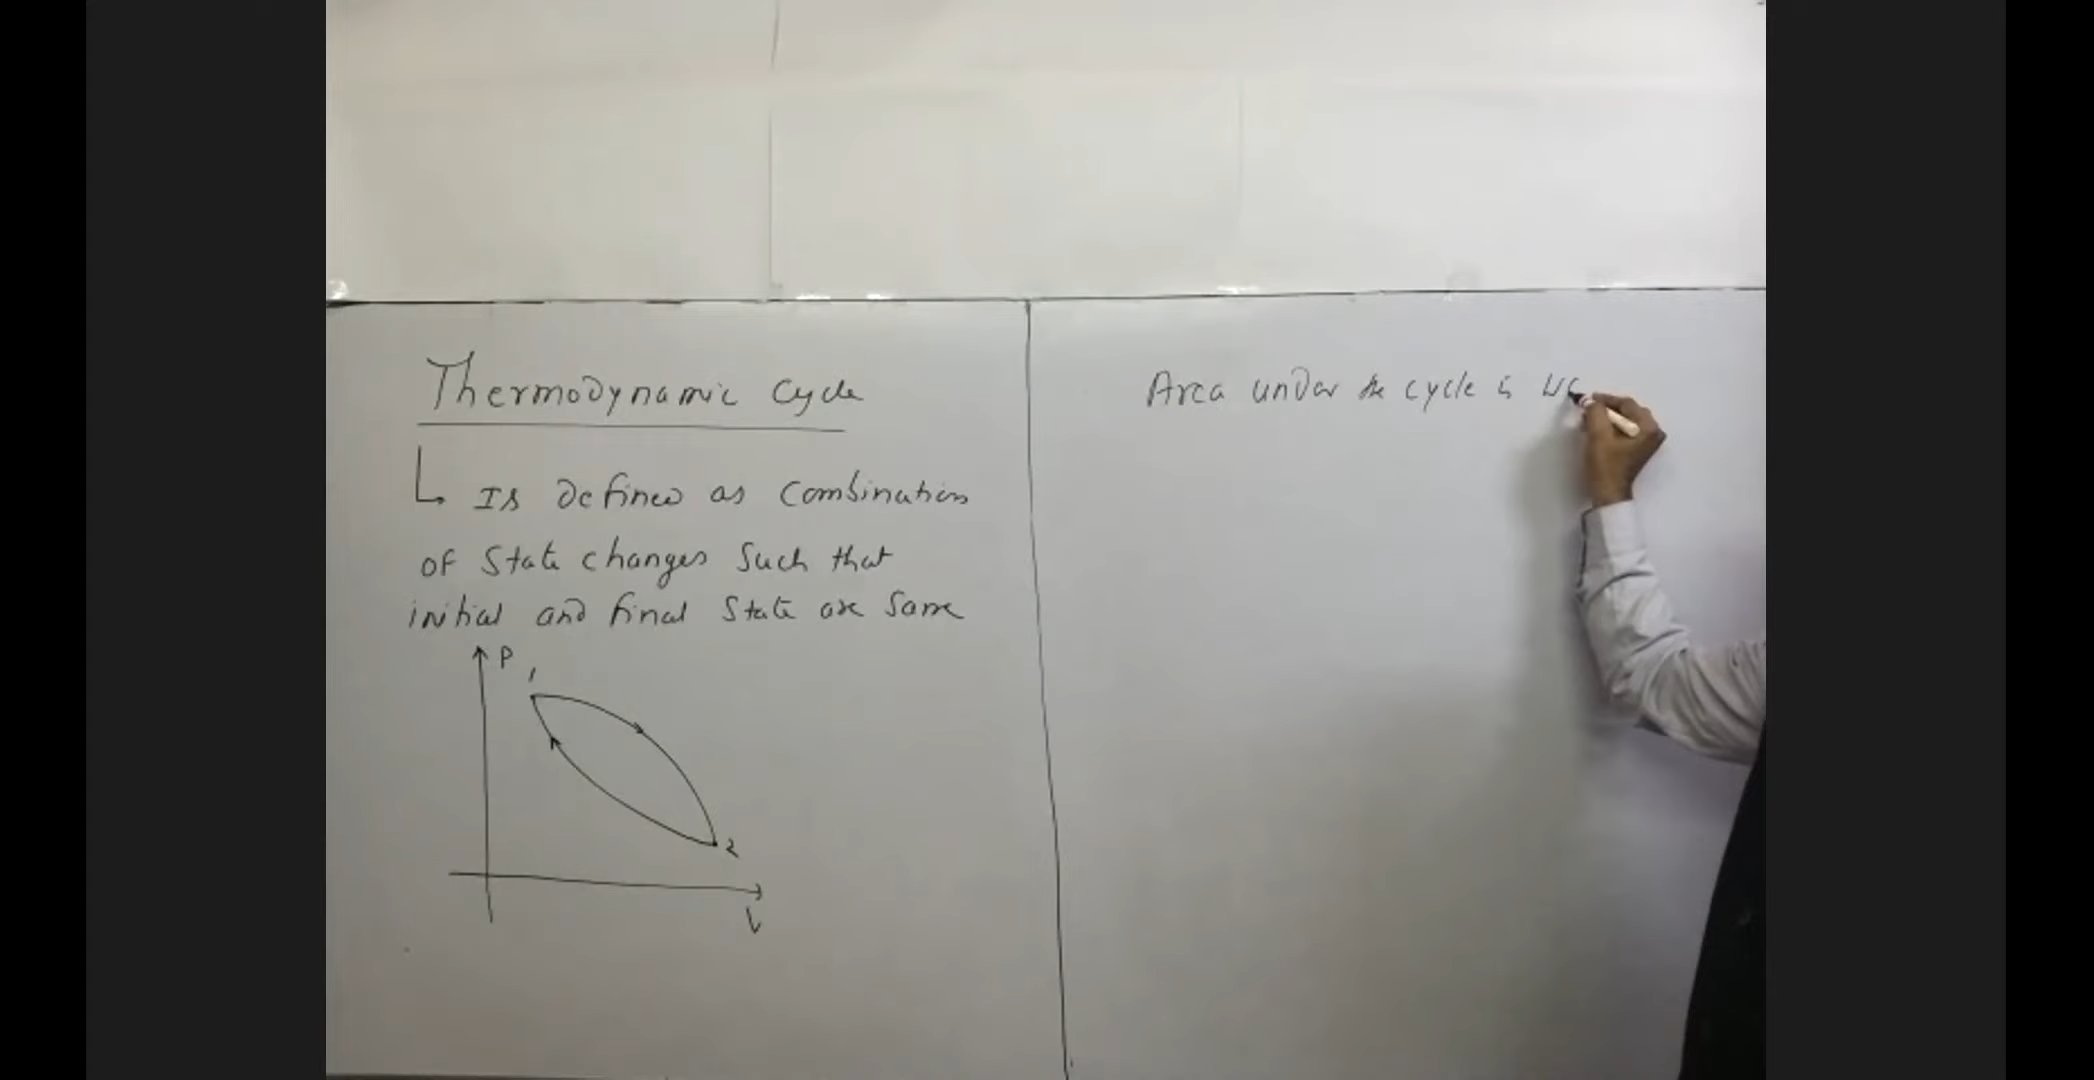 Thermodynamic Cycle
Is Defined as Combination
of State changes Such that
initial and final State are Same
P
1
2
V
Area under the cycle is